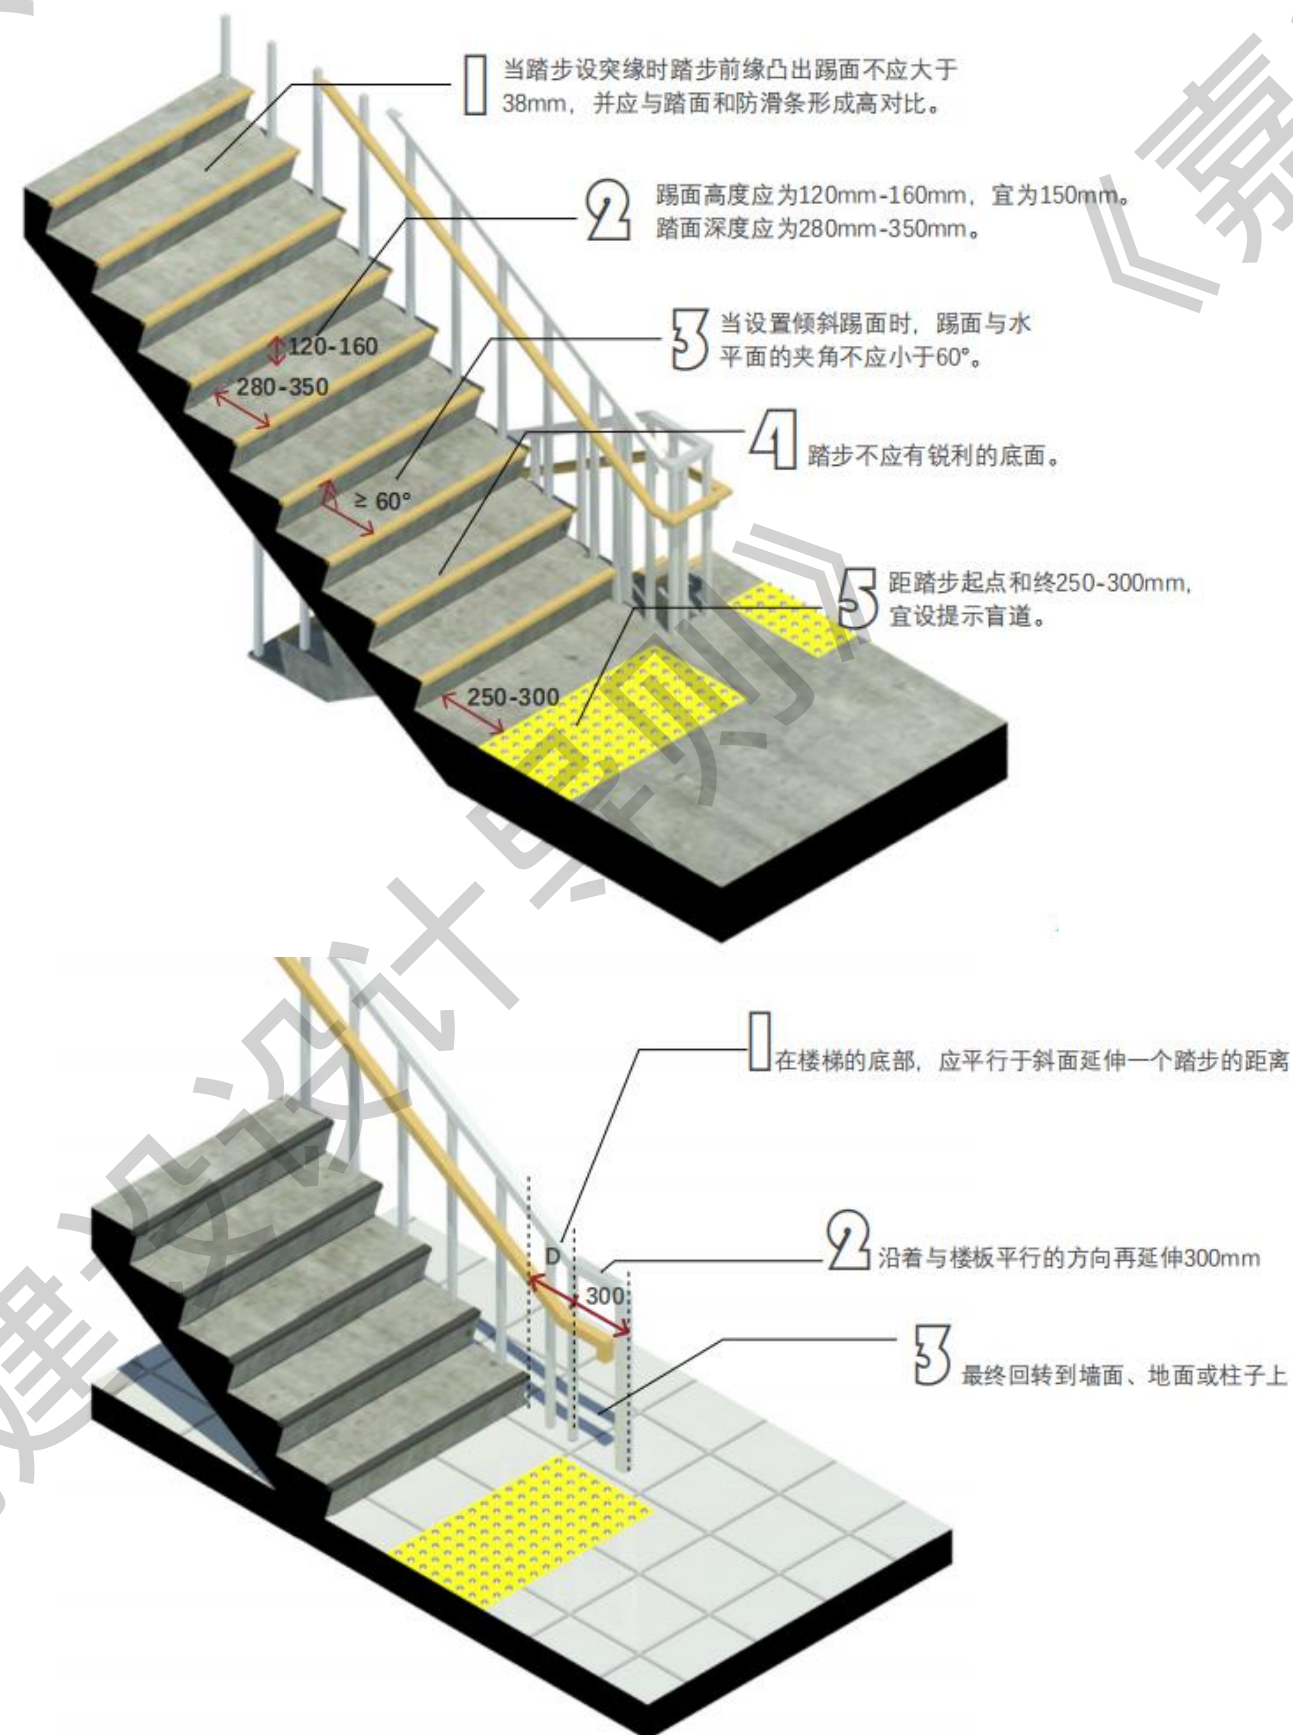 1
当踏步设突缘时踏步前缘凸出踢面不应大于
38mm，并应与踏面和防滑条形成高对比。
2
踢面高度应为120mm-160mm，宜为150mm。
踏面深度应为280mm-350mm。
3
当设置倾斜踢面时，踢面与水
平面的夹角不应小于60°。
120-160
280-350
4
踏步不应有锐利的底面。
≥ 60°
5
距踏步起点和终250-300mm，
宜设提示盲道。
250-300
1
在楼梯的底部，应平行于斜面延伸一个踏步的距离
2
沿着与楼板平行的方向再延伸300mm
D
300
3
最终回转到墙面、地面或柱子上
《嘉
建设设计导则》